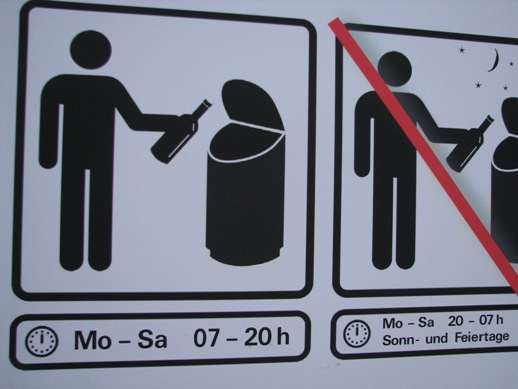 Mo – Sa 07 – 20 h
Mo – Sa 20 – 07 h
Sonn- und Feiertage